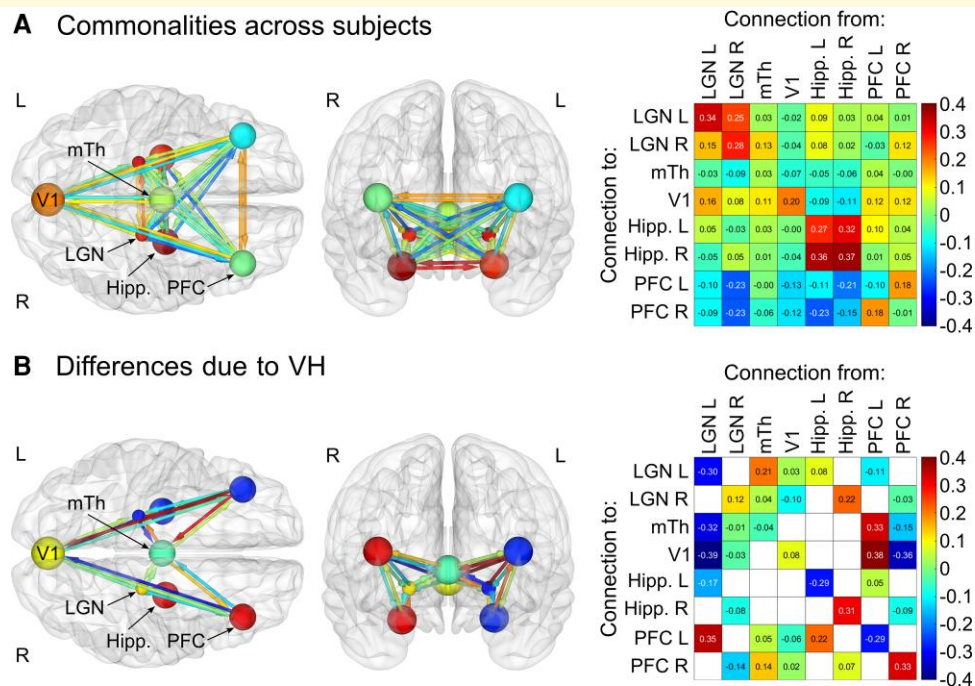 A Commonalities across subjects
L
R
mTh
V1
LGN
Hipp.
PFC
R
L
Connection from:
LGN L LGN R mTh V1 Hipp. L Hipp. R PFC L PFC R
Connection to:
LGN L 0.34 0.25 0.03 -0.02 0.09 0.03 0.04 0.01
LGN R 0.15 0.28 0.13 -0.04 0.08 0.02 -0.03 0.12
mTh -0.03 -0.09 0.03 -0.07 -0.05 -0.06 0.04 -0.00
V1 0.16 0.08 0.11 0.20 -0.09 -0.11 0.12 0.12
Hipp. L 0.05 -0.03 0.03 -0.00 0.27 0.32 0.10 0.04
Hipp. R -0.05 0.05 0.01 -0.04 0.36 0.37 0.01 0.05
PFC L -0.10 -0.23 -0.00 -0.13 -0.11 -0.21 -0.10 0.18
PFC R -0.09 -0.23 -0.06 -0.12 -0.23 -0.15 0.18 -0.01
0.4
0.3
0.2
0.1
0
-0.1
-0.2
-0.3
-0.4
B Differences due to VH
L
R
mTh
V1
LGN
Hipp.
PFC
R
L
Connection from:
LGN L LGN R mTh V1 Hipp. L Hipp. R PFC L PFC R
Connection to:
LGN L -0.30 0.21 0.03 0.08 -0.11
LGN R 0.12 0.04 -0.10 0.22 -0.03
mTh -0.32 -0.01 -0.04 0.33 -0.15
V1 -0.39 -0.03 0.08 0.38 -0.36
Hipp. L -0.17 -0.29 0.05
Hipp. R -0.08 0.31 -0.09
PFC L 0.35 0.05 -0.06 0.22 -0.29
PFC R -0.14 0.14 0.02 0.07 0.33
0.4
0.3
0.2
0.1
0
-0.1
-0.2
-0.3
-0.4